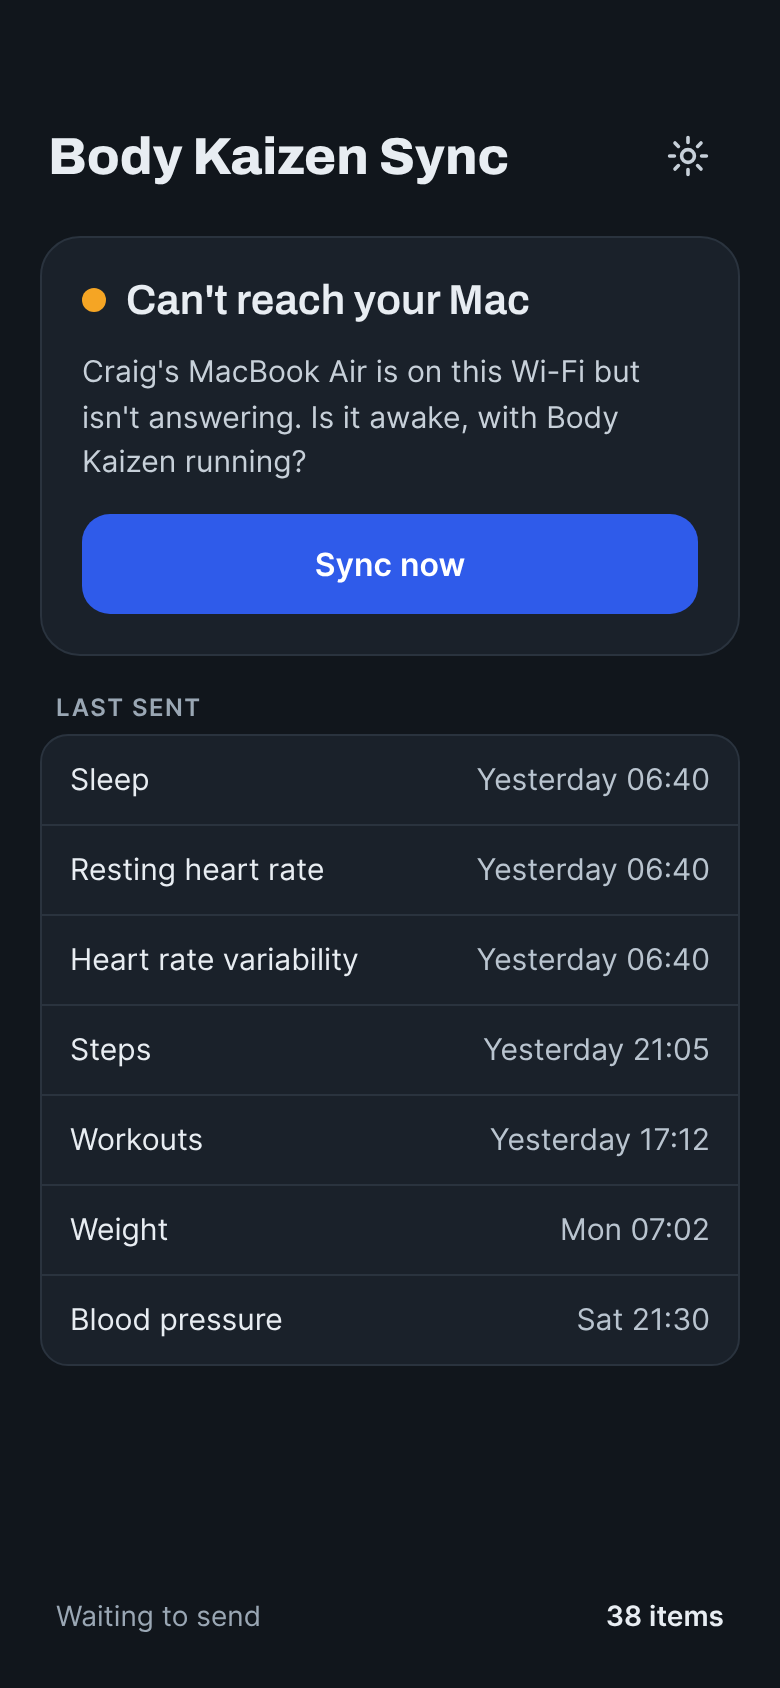 Body Kaizen Sync
Can't reach your Mac
Craig's MacBook Air is on this Wi-Fi but
isn't answering. Is it awake, with Body
Kaizen running?
Sync now
LAST SENT
Sleep Yesterday 06:40
Resting heart rate Yesterday 06:40
Heart rate variability Yesterday 06:40
Steps Yesterday 21:05
Workouts Yesterday 17:12
Weight Mon 07:02
Blood pressure Sat 21:30
Waiting to send 38 items